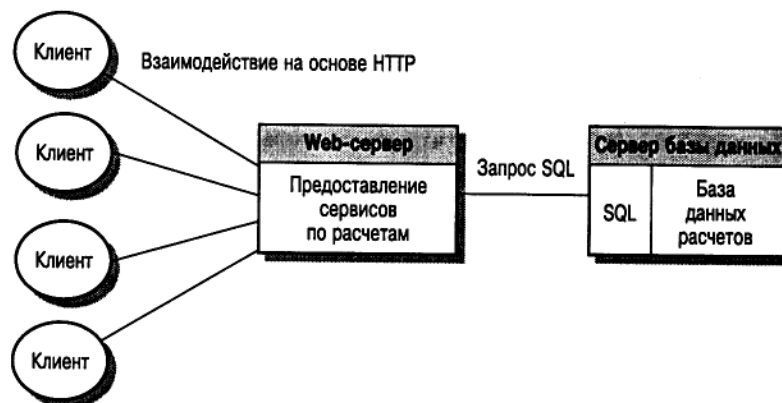 Клиент
Взаимодействие на основе HTTP
Клиент
Клиент
Клиент
Web-сервер
Предоставление
сервисов
по расчетам
Запрос SQL
Сервер базы данных
SQL
База
данных
расчетов